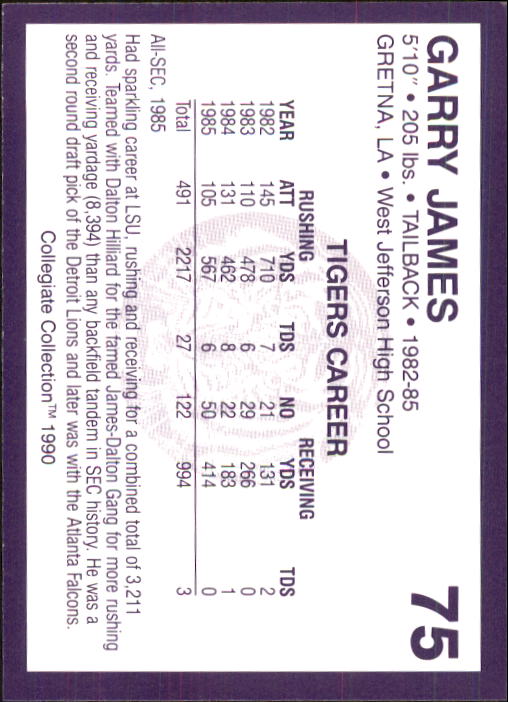 GARRY JAMES 75
5'10" • 205 lbs. • TAILBACK • 1982-85
GRETNA, LA • West Jefferson High School
TIGERS CAREER
RUSHING RECEIVING
YEAR ATT YDS TDS NO YDS TDS
1982 145 710 7 21 131 2
1983 110 478 6 29 266 0
1984 131 462 8 22 183 1
1985 105 567 6 50 414 0
Total 491 2217 27 122 994 3
All-SEC, 1985
Had sparkling career at LSU, rushing and receiving for a combined total of 3,211
yards. Teamed with Dalton Hilliard for the famed James-Dalton Gang for more rushing
and receiving yardage (8,394) than any backfield tandem in SEC history. He was a
second round draft pick of the Detroit Lions and later was with the Atlanta Falcons.
Collegiate Collection™ 1990